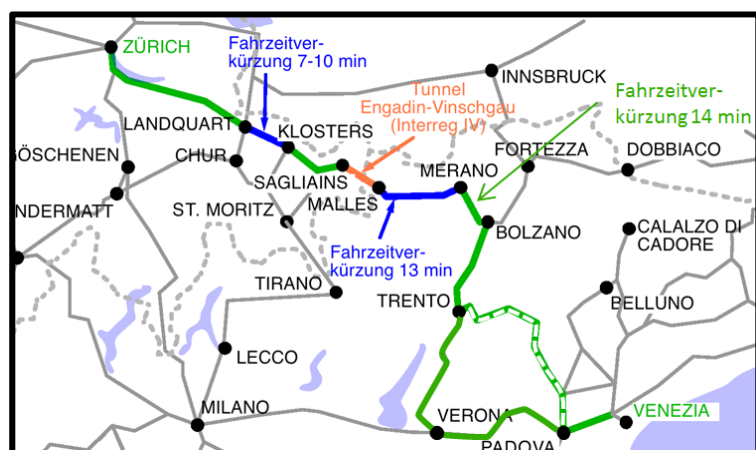 ZÜRICH
Fahrzeitver-
kürzung 7-10 min
Tunnel
Engadin-Vinschgau
(Interreg IV)
INNSBRUCK
Fahrzeitver-
kürzung 14 min
LANDQUART
KLOSTERS
GÖSCHENEN
CHUR
SAGLIAINS
MERANO
FORTEZZA
DOBBIACO
NDERMATT
ST. MORITZ
MALLES
BOLZANO
CALALZO DI
CADORE
Fahrzeitver-
kürzung 13 min
TIRANO
TRENTO
BELLUNO
LECCO
MILANO
VERONA
VENEZIA
PADOVA